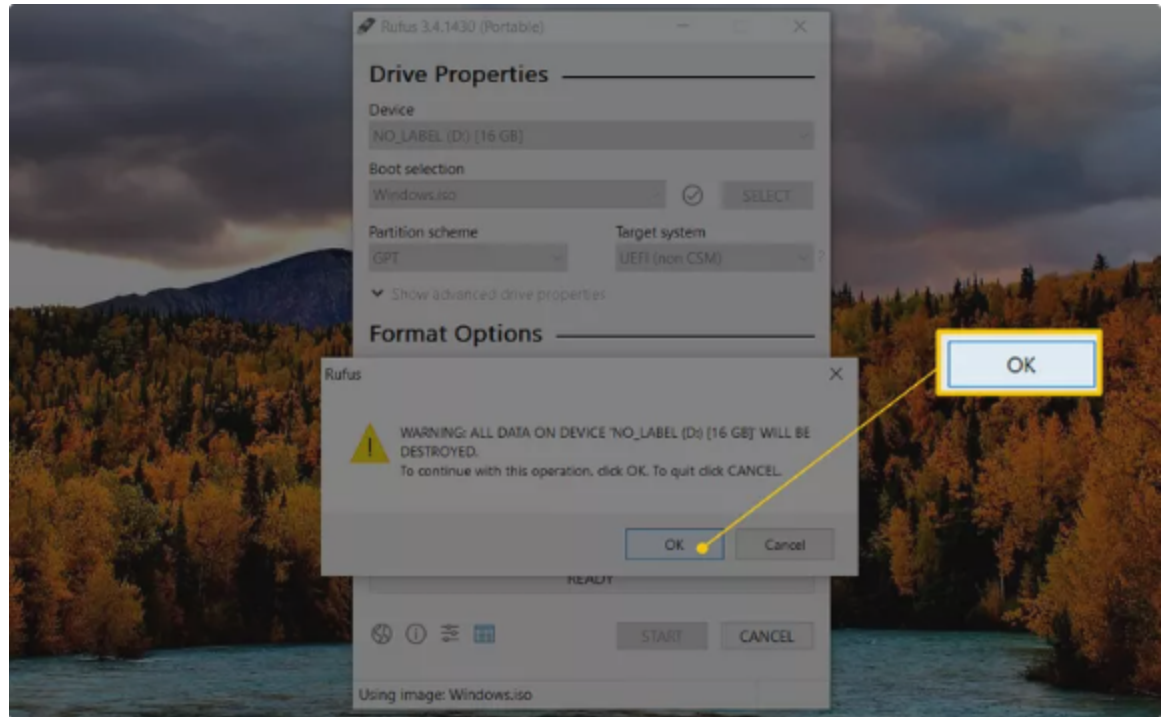 Rufus 3.4.1430 (Portable)
Drive Properties
Device
NO_LABEL (D:) [16 GB]
Boot selection
Windows.iso
SELECT
Partition scheme
Target system
GPT
UEFI (non CSM)
?
Show advanced drive properties
Format Options
OK
Rufus
WARNING: ALL DATA ON DEVICE 'NO_LABEL (D:) [16 GB]' WILL BE
DESTROYED.
To continue with this operation, click OK. To quit click CANCEL.
OK
Cancel
READY
START
CANCEL
Using image: Windows.iso